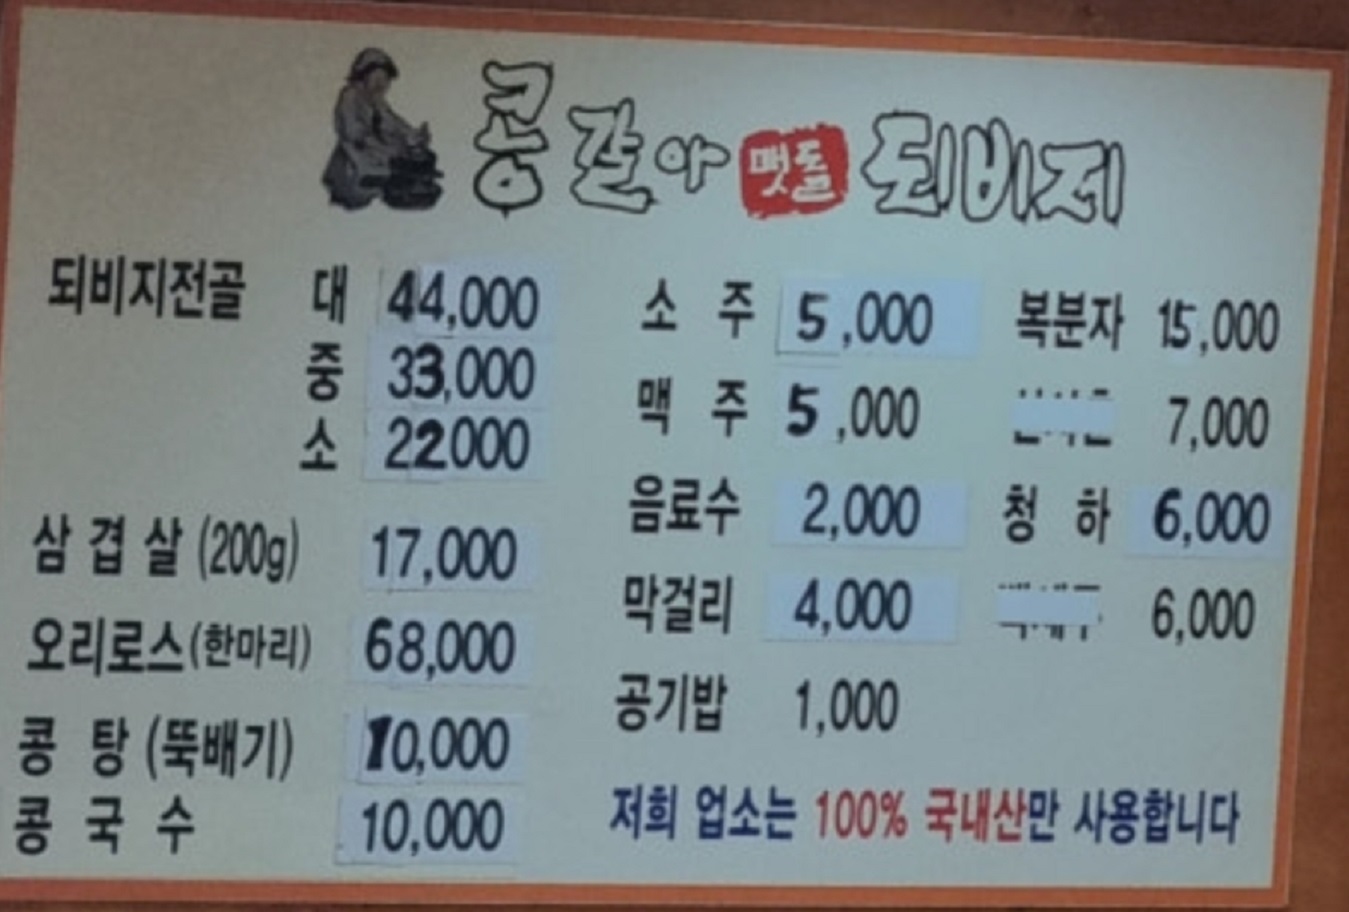 콩갈아 맷돌 되비지
되비지전골 대 44,000
중 33,000
소 22000
삼겹살 (200g) 17,000
오리로스(한마리) 68,000
콩탕 (뚝배기) 10,000
콩국수 10,000
소주 5,000
맥주 5,000
음료수 2,000
막걸리 4,000
공기밥 1,000
복분자 15,000
7,000
청하 6,000
6,000
저희 업소는 100% 국내산만 사용합니다